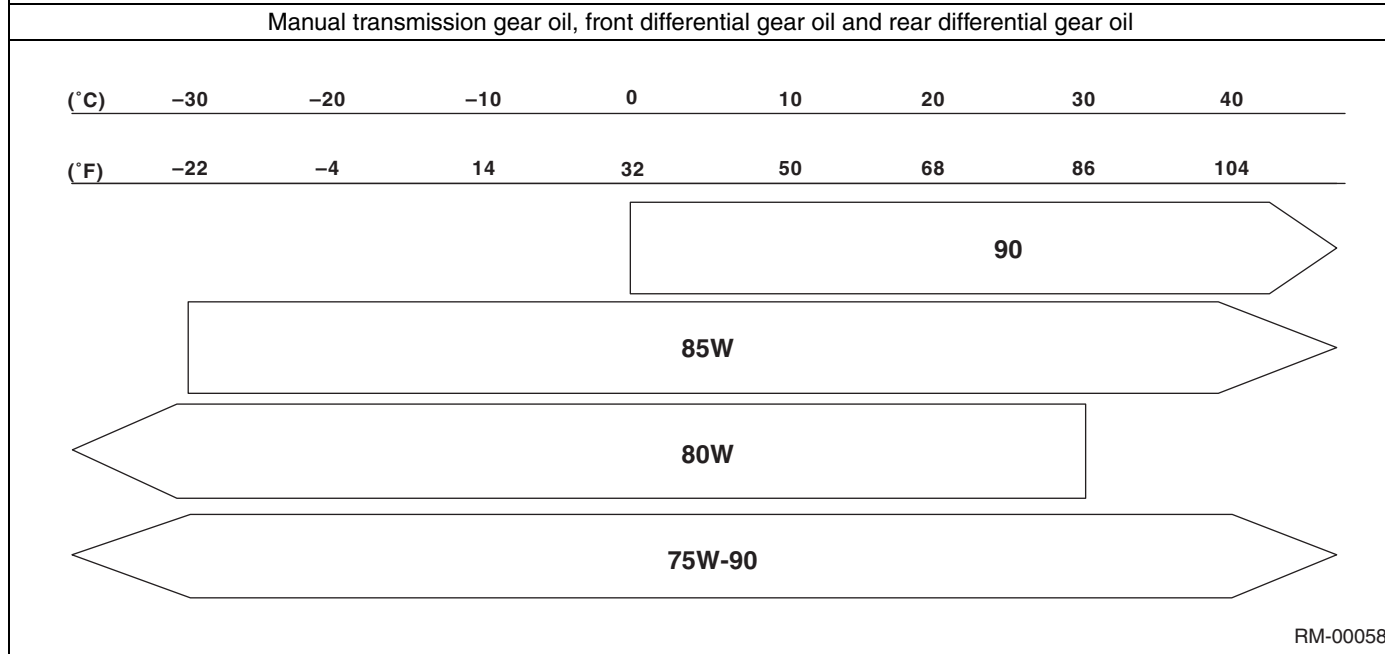 Manual transmission gear oil, front differential gear oil and rear differential gear oil
(˚C) –30 –20 –10 0 10 20 30 40
(˚F) –22 –4 14 32 50 68 86 104
90
85W
80W
75W-90
RM-00058